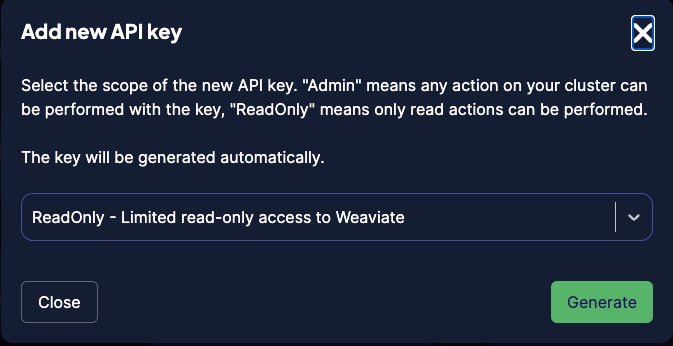 Add new API key
Select the scope of the new API key. "Admin" means any action on your cluster can
be performed with the key, "ReadOnly" means only read actions can be performed.
The key will be generated automatically.
ReadOnly - Limited read-only access to Weaviate
Close
Generate